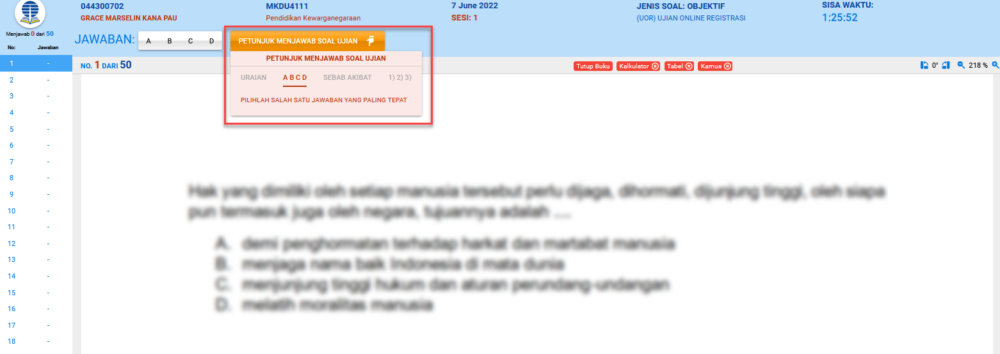 044300702
GRACE MARSELIN KANA PAU
MKDU4111
Pendidikan Kewarganegaraan
7 June 2022
SESI: 1
JENIS SOAL: OBJEKTIF
(UOR) UJIAN ONLINE REGISTRASI
SISA WAKTU:
1:25:52
Menjawab 0 dari 50
No: Jawaban
JAWABAN: A B C D
PETUNJUK MENJAWAB SOAL UJIAN
PETUNJUK MENJAWAB SOAL UJIAN
URAIAN A B C D SEBAB AKIBAT 1) 2) 3)
PILIHLAH SALAH SATU JAWABAN YANG PALING TEPAT
NO. 1 DARI 50
Tutup Buku Kalkulator Tabel Kamus
0° 218 %
1 -
2 -
3 -
4 -
5 -
6 -
7 -
8 -
9 -
10 -
11 -
12 -
13 -
14 -
15 -
16 -
17 -
18 -
Hak yang dimiliki oleh setiap manusia tersebut perlu dijaga, dihormati, dijunjung tinggi, oleh siapa
pun termasuk juga oleh negara, tujuannya adalah ....
A. demi penghormatan terhadap harkat dan martabat manusia
B. menjaga nama baik Indonesia di mata dunia
C. menjunjung tinggi hukum dan aturan perundang-undangan
D. melatih moralitas manusia